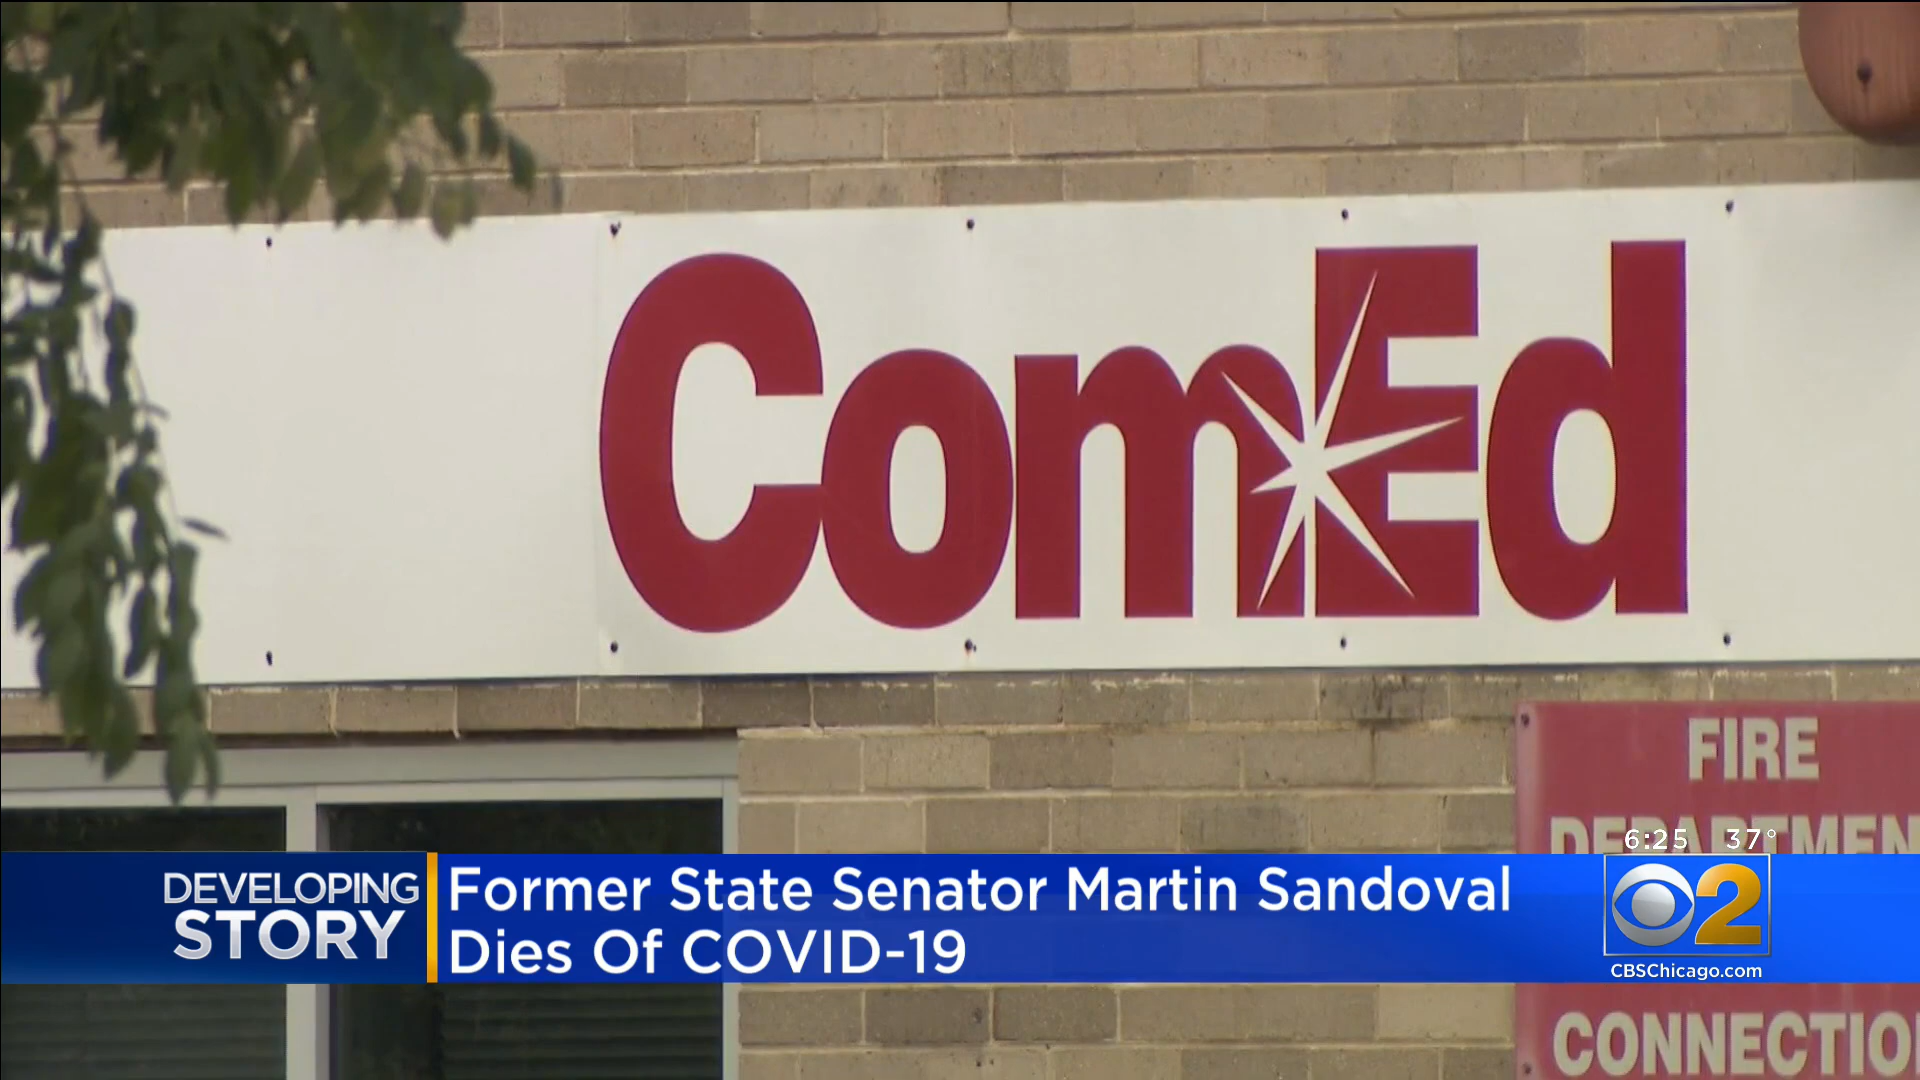 ComEd
FIRE
DEPARTMEN
6:25 37°
DEVELOPING
STORY
Former State Senator Martin Sandoval
Dies Of COVID-19
2
CBSChicago.com
CONNECTIO